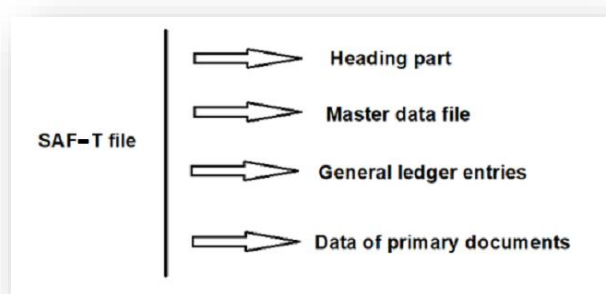 Heading part
Master data file
SAF-T file
General ledger entries
Data of primary documents